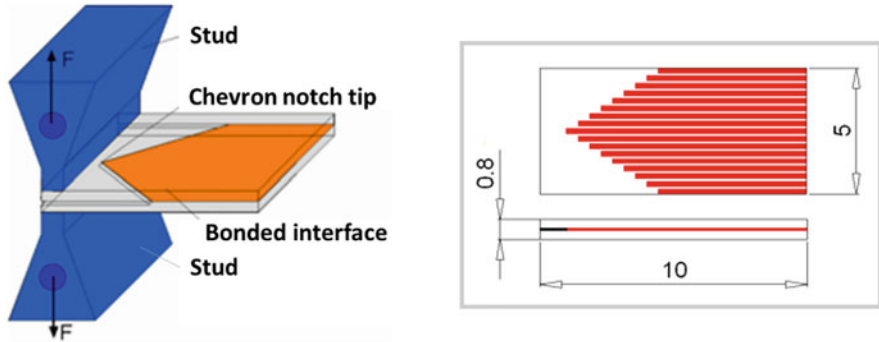 Stud
F
Chevron notch tip
Bonded interface
Stud
F
5
0.8
10